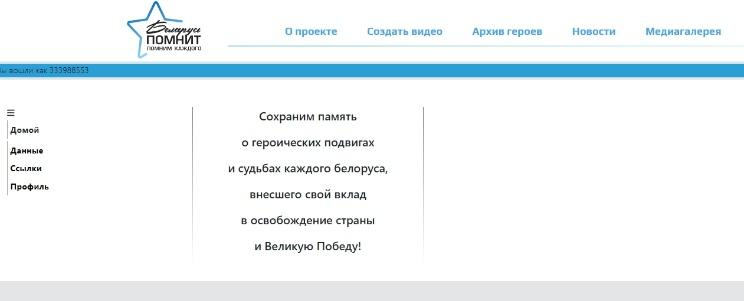 Беларусь
ПОМНИТ
ПОМНИМ КАЖДОГО
О проекте
Создать видео
Архив героев
Новости
Медиагалерея
ы вошли как 333988553
Домой
Данные
Ссылки
Профиль
Сохраним память
о героических подвигах
и судьбах каждого белоруса,
внесшего свой вклад
в освобождение страны
и Великую Победу!